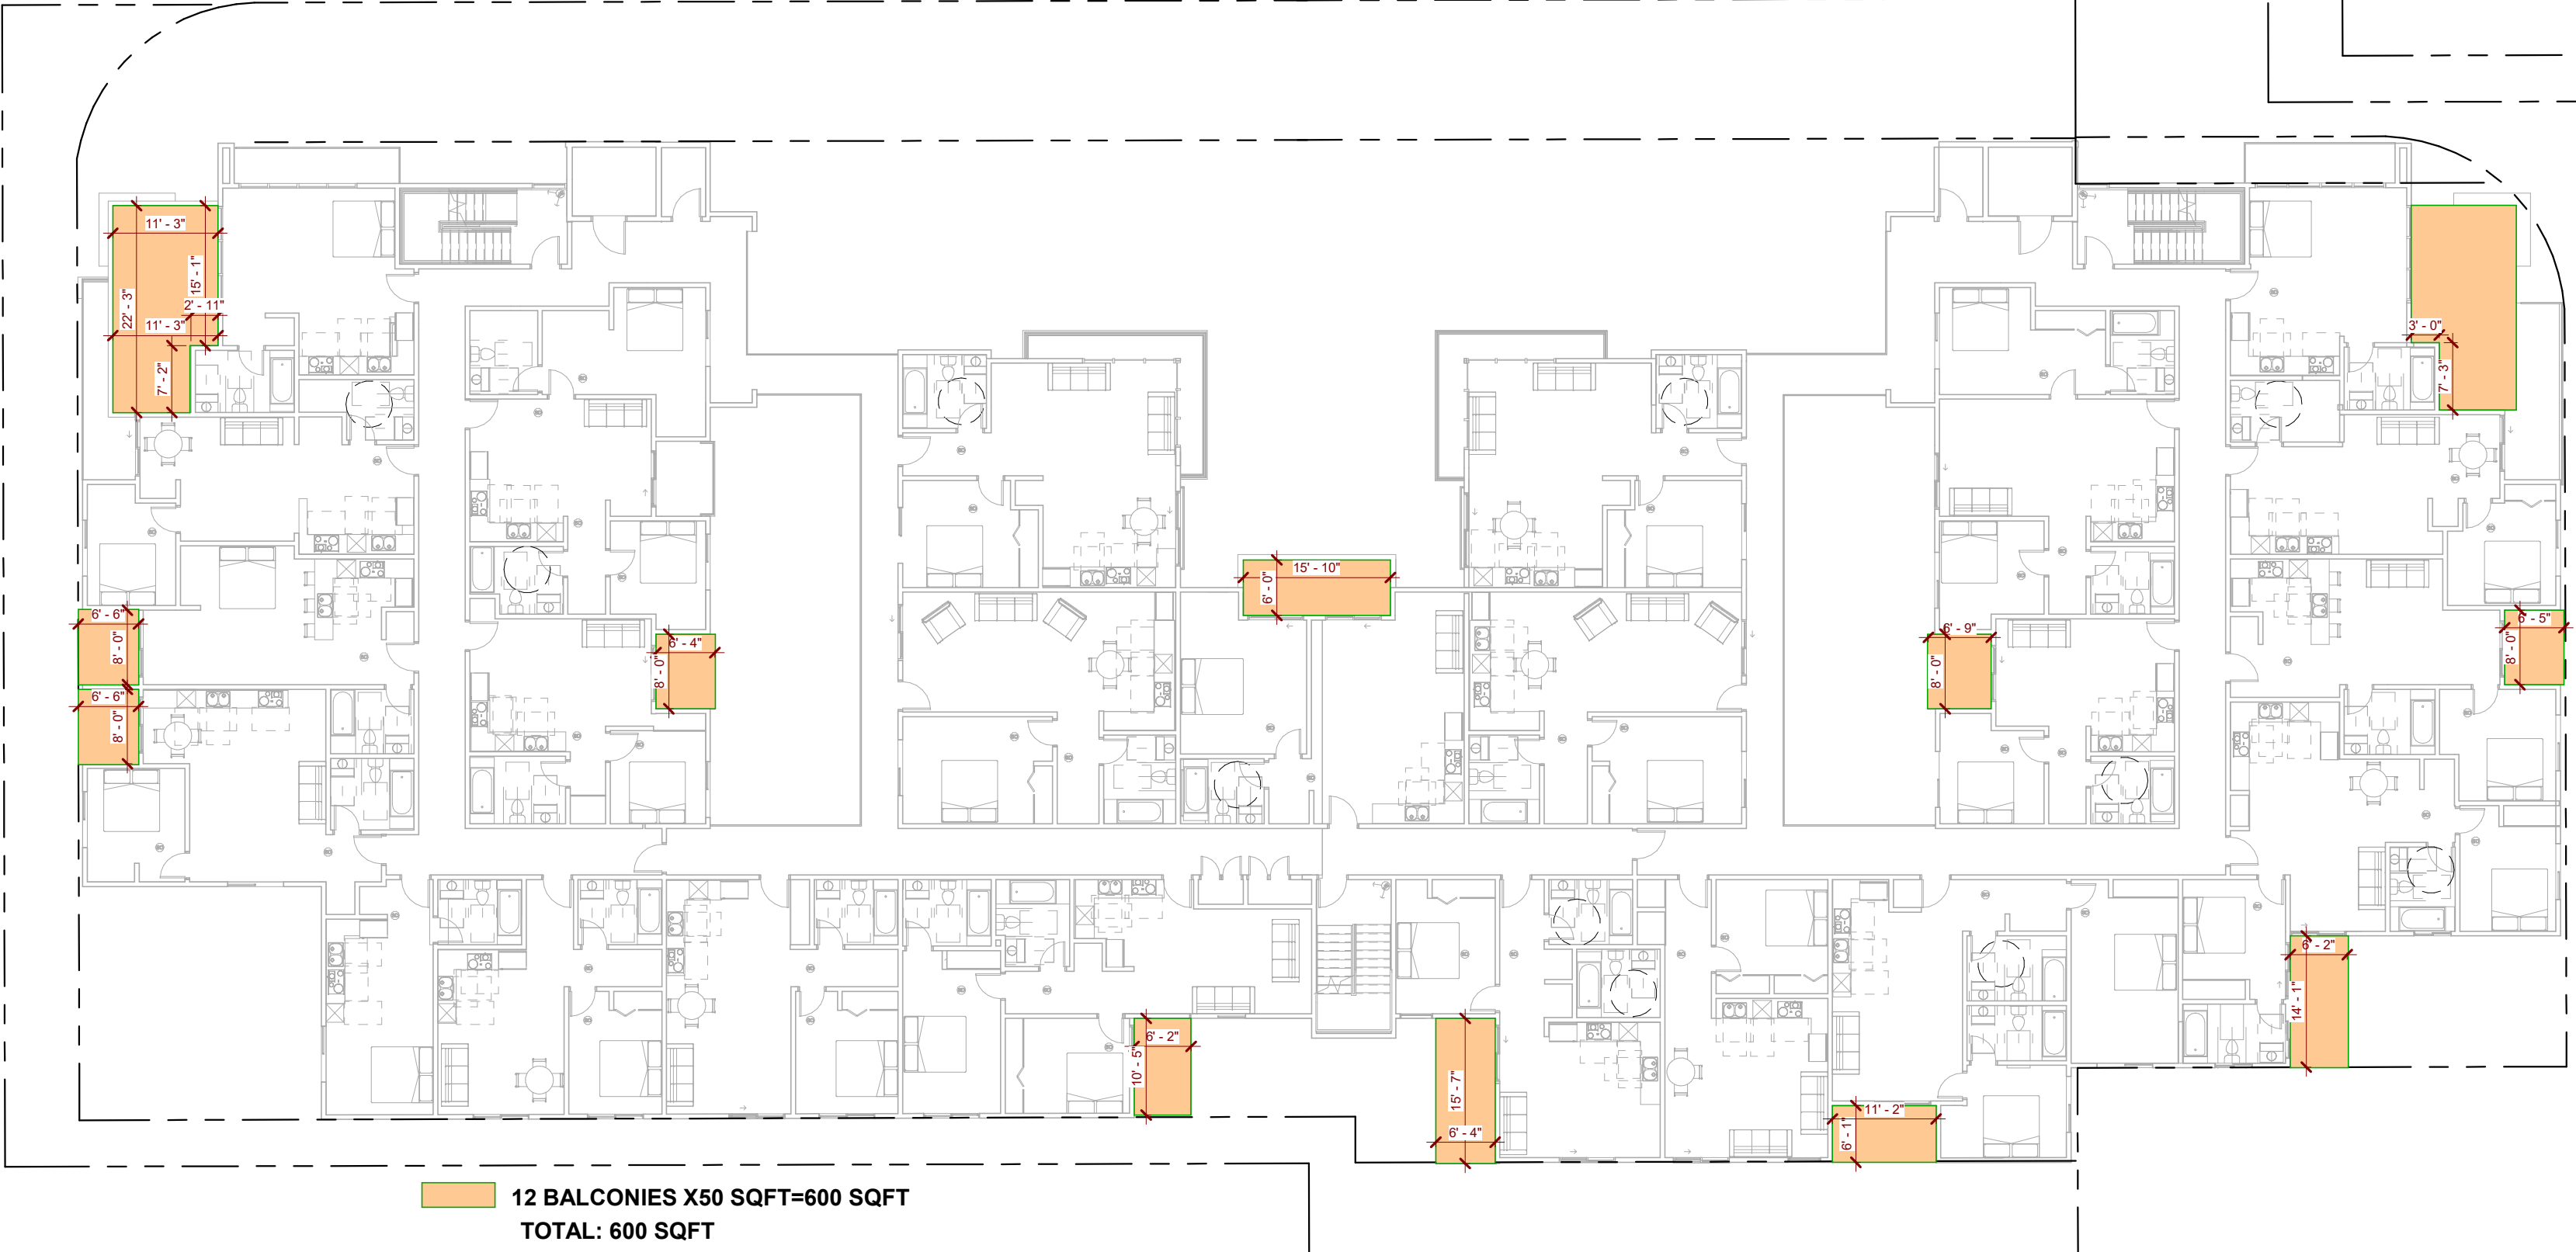 11' - 3"
15' - 1"
22' - 3"
2' - 11"
11' - 3"
7' - 2"
3' - 0"
7' - 3"
15' - 10"
6' - 0"
6' - 6"
8' - 0"
6' - 6"
8' - 0"
6' - 4"
8' - 0"
6' - 9"
8' - 0"
6' - 5"
8' - 0"
6' - 2"
14' - 1"
6' - 2"
10' - 5"
15' - 7"
6' - 4"
11' - 2"
6' - 1"
12 BALCONIES X50 SQFT=600 SQFT
TOTAL: 600 SQFT